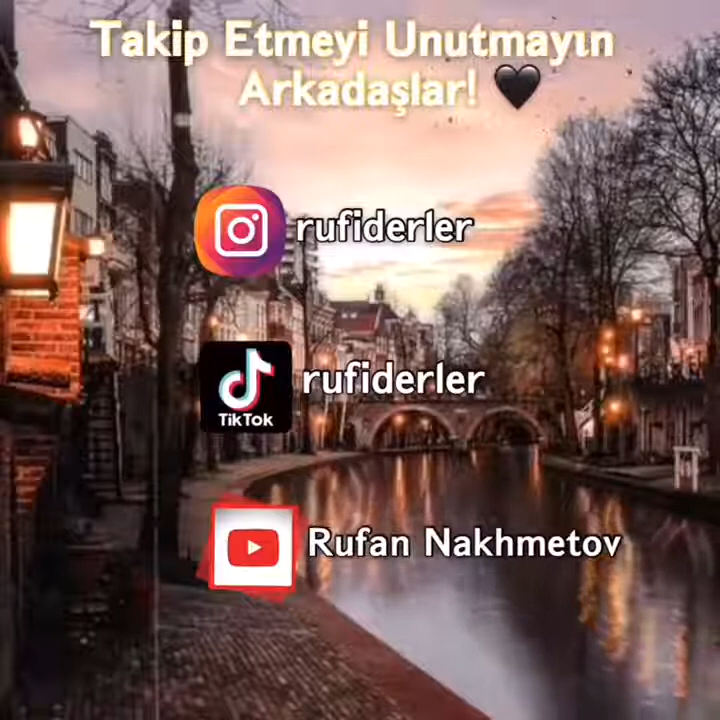 Takip Etmeyi Unutmayın
Arkadaşlar! 🖤
rufiderler
TikTok
rufiderler
Rufan Nakhmetov